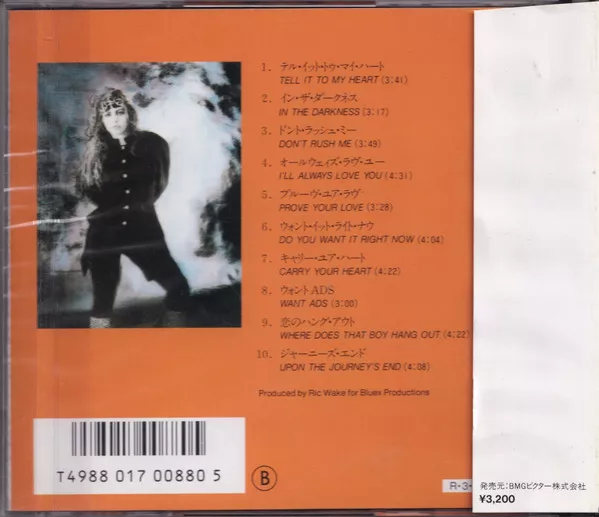 1. テル・イット・トゥ・マイ・ハート
TELL IT TO MY HEART(3:41)
2. イン・ザ・ダークネス
IN THE DARKNESS(3:17)
3. ドント・ラッシュ・ミー
DON'T RUSH ME(3:49)
4. オールウェイズ・ラヴ・ユー
I'LL ALWAYS LOVE YOU(4:31)
5. プルーヴ・ユア・ラヴ
PROVE YOUR LOVE(3:28)
6. ウォント・イット・ライト・ナウ
DO YOU WANT IT RIGHT NOW(4:04)
7. キャリー・ユア・ハート
CARRY YOUR HEART(4:22)
8. ウォント ADS
WANT ADS(3:00)
9. 恋のハング・アウト
WHERE DOES THAT BOY HANG OUT(4:22)
10. ジャーニーズ・エンド
UPON THE JOURNEY'S END(4:08)
Produced by Ric Wake for Bluex Productions
T4988 017 00880 5
B
R-3-
発売元:BMGビクター株式会社
¥3,200